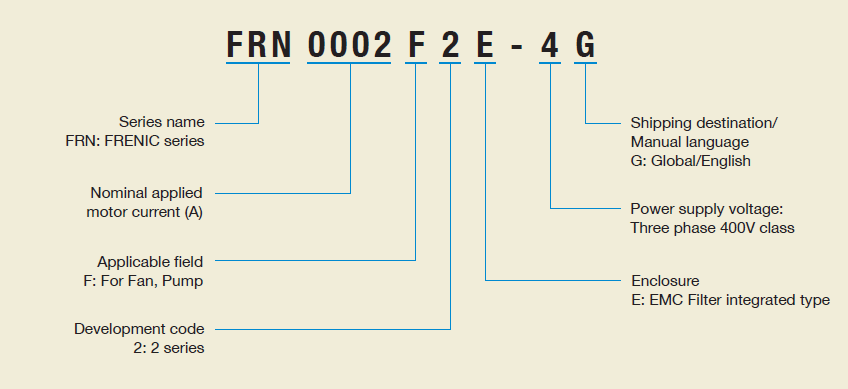 FRN 0002 F 2 E - 4 G
Series name
FRN: FRENIC series
Nominal applied
motor current (A)
Applicable field
F: For Fan, Pump
Development code
2: 2 series
Shipping destination/
Manual language
G: Global/English
Power supply voltage:
Three phase 400V class
Enclosure
E: EMC Filter integrated type